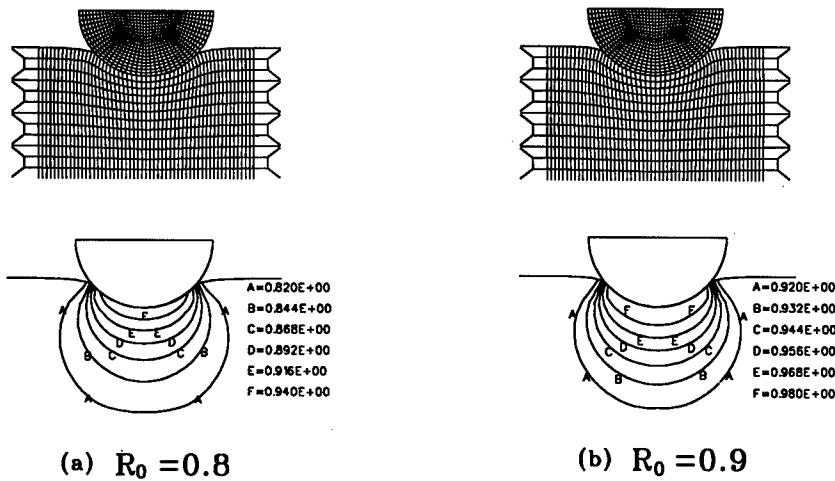 A=0.820E+00
B=0.844E+00
C=0.868E+00
D=0.892E+00
E=0.916E+00
F=0.940E+00
A
A
F
E E
D D
B C C B
A A
(a) R₀=0.8
A=0.920E+00
B=0.932E+00
C=0.944E+00
D=0.956E+00
E=0.968E+00
F=0.980E+00
F F
A A
E E
C D D C
A B B A
(b) R₀=0.9